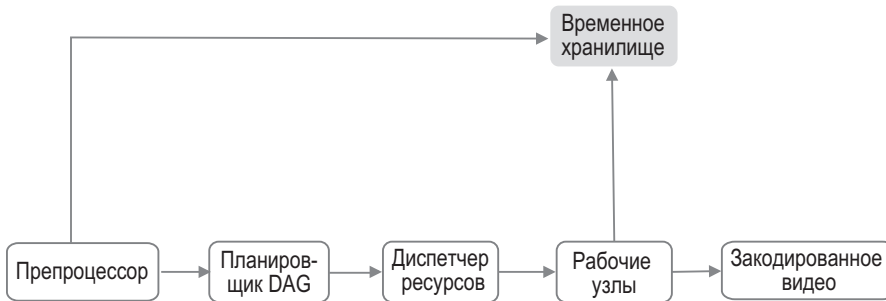 Временное
хранилище
Препроцессор
Планиров-
щик DAG
Диспетчер
ресурсов
Рабочие
узлы
Закодированное
видео